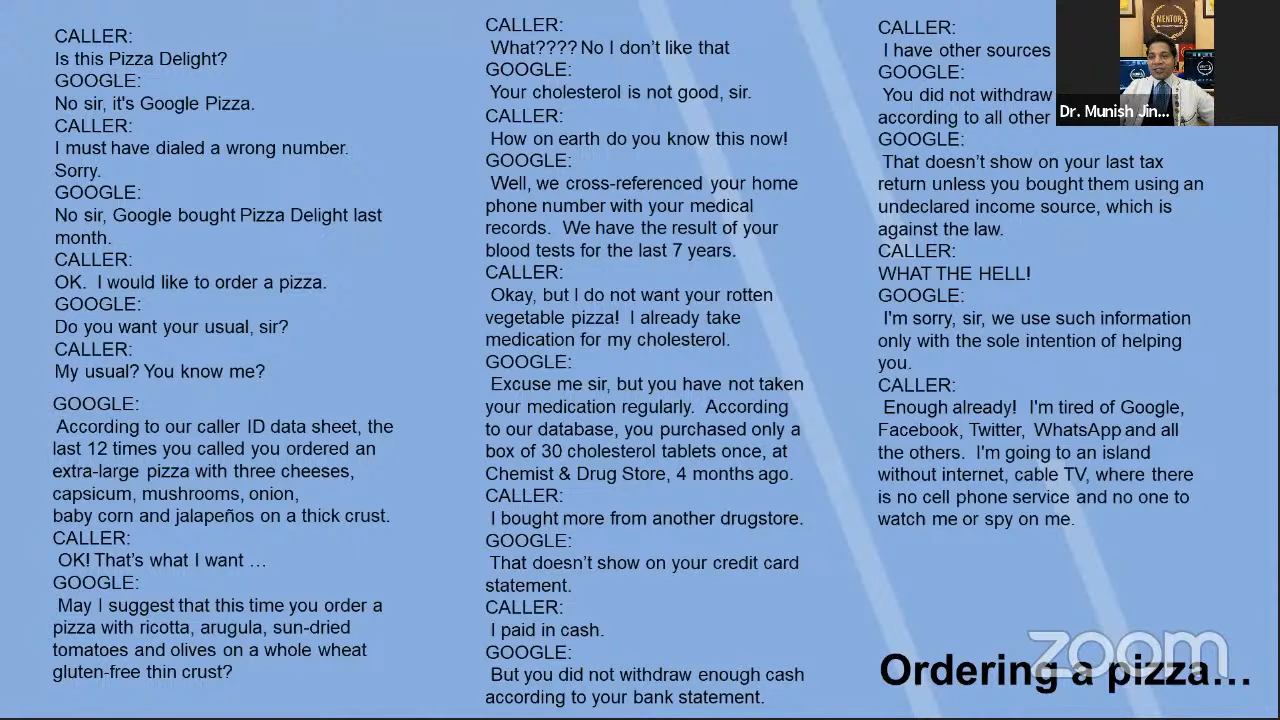 CALLER:
Is this Pizza Delight?
GOOGLE:
No sir, it's Google Pizza.
CALLER:
I must have dialed a wrong number.
Sorry.
GOOGLE:
No sir, Google bought Pizza Delight last
month.
CALLER:
OK. I would like to order a pizza.
GOOGLE:
Do you want your usual, sir?
CALLER:
My usual? You know me?
GOOGLE:
According to our caller ID data sheet, the
last 12 times you called you ordered an
extra-large pizza with three cheeses,
capsicum, mushrooms, onion,
baby corn and jalapeños on a thick crust.
CALLER:
OK! That's what I want …
GOOGLE:
May I suggest that this time you order a
pizza with ricotta, arugula, sun-dried
tomatoes and olives on a whole wheat
gluten-free thin crust?
CALLER:
What???? No I don't like that
GOOGLE:
Your cholesterol is not good, sir.
CALLER:
How on earth do you know this now!
GOOGLE:
Well, we cross-referenced your home
phone number with your medical
records. We have the result of your
blood tests for the last 7 years.
CALLER:
Okay, but I do not want your rotten
vegetable pizza! I already take
medication for my cholesterol.
GOOGLE:
Excuse me sir, but you have not taken
your medication regularly. According
to our database, you purchased only a
box of 30 cholesterol tablets once, at
Chemist & Drug Store, 4 months ago.
CALLER:
I bought more from another drugstore.
GOOGLE:
That doesn't show on your credit card
statement.
CALLER:
I paid in cash.
GOOGLE:
But you did not withdraw enough cash
according to your bank statement.
CALLER:
I have other sources
GOOGLE:
You did not withdraw
according to all other
GOOGLE:
That doesn't show on your last tax
return unless you bought them using an
undeclared income source, which is
against the law.
CALLER:
WHAT THE HELL!
GOOGLE:
I'm sorry, sir, we use such information
only with the sole intention of helping
you.
CALLER:
Enough already! I'm tired of Google,
Facebook, Twitter, WhatsApp and all
the others. I'm going to an island
without internet, cable TV, where there
is no cell phone service and no one to
watch me or spy on me.
MENTORX
Dr. Munish Jin...
zoom
Ordering a pizza…